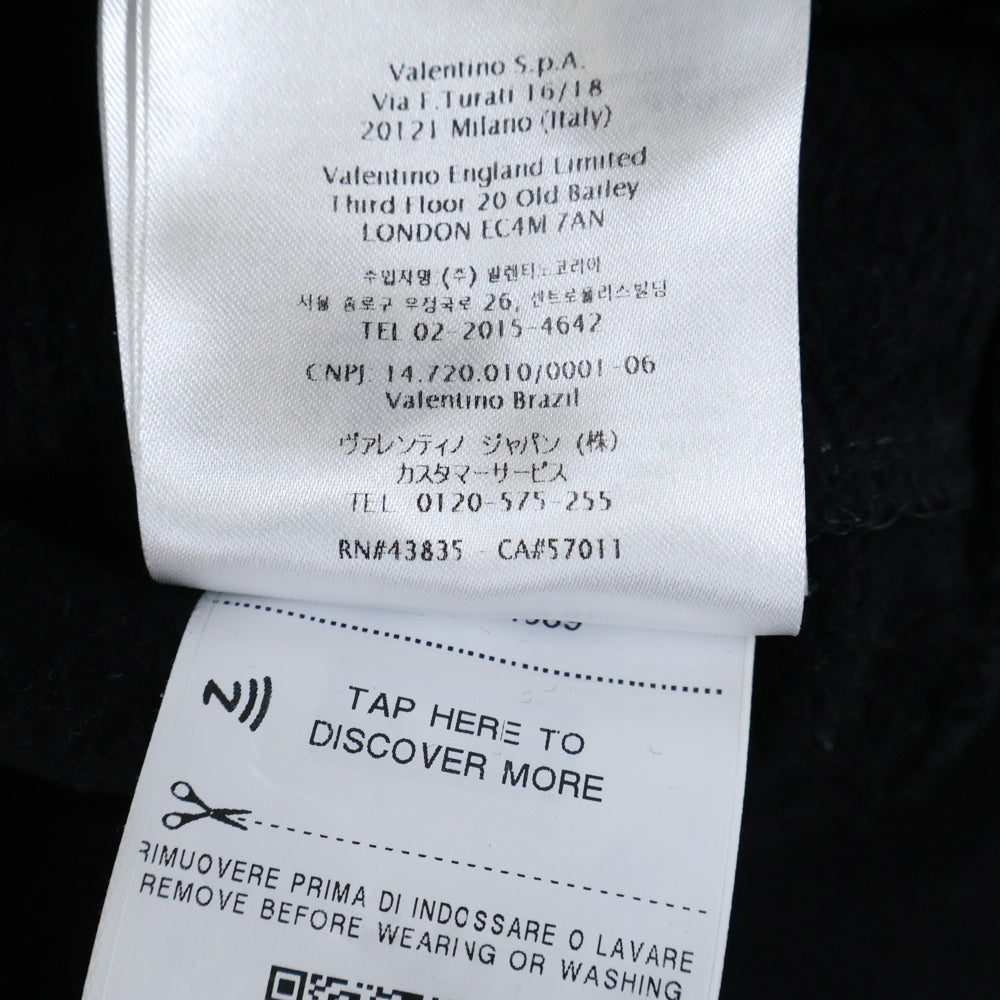 Valentino S.p.A.
Via F.Turati 16/18
20121 Milano (Italy)
Valentino England Limited
Third Floor 20 Old Bailey
LONDON EC4M 7AN
수입자명 (주) 발렌티노코리아
서울 종로구 우정국로 26, 센트로폴리스빌딩
TEL 02-2015-4642
CNPJ. 14.720.010/0001-06
Valentino Brazil
ヴァレンティノ ジャパン (株)
カスタマーサービス
TEL 0120-575-255
RN#43835 - CA#57011
TAP HERE TO
DISCOVER MORE
RIMUOVERE PRIMA DI INDOSSARE O LAVARE
REMOVE BEFORE WEARING OR WASHING